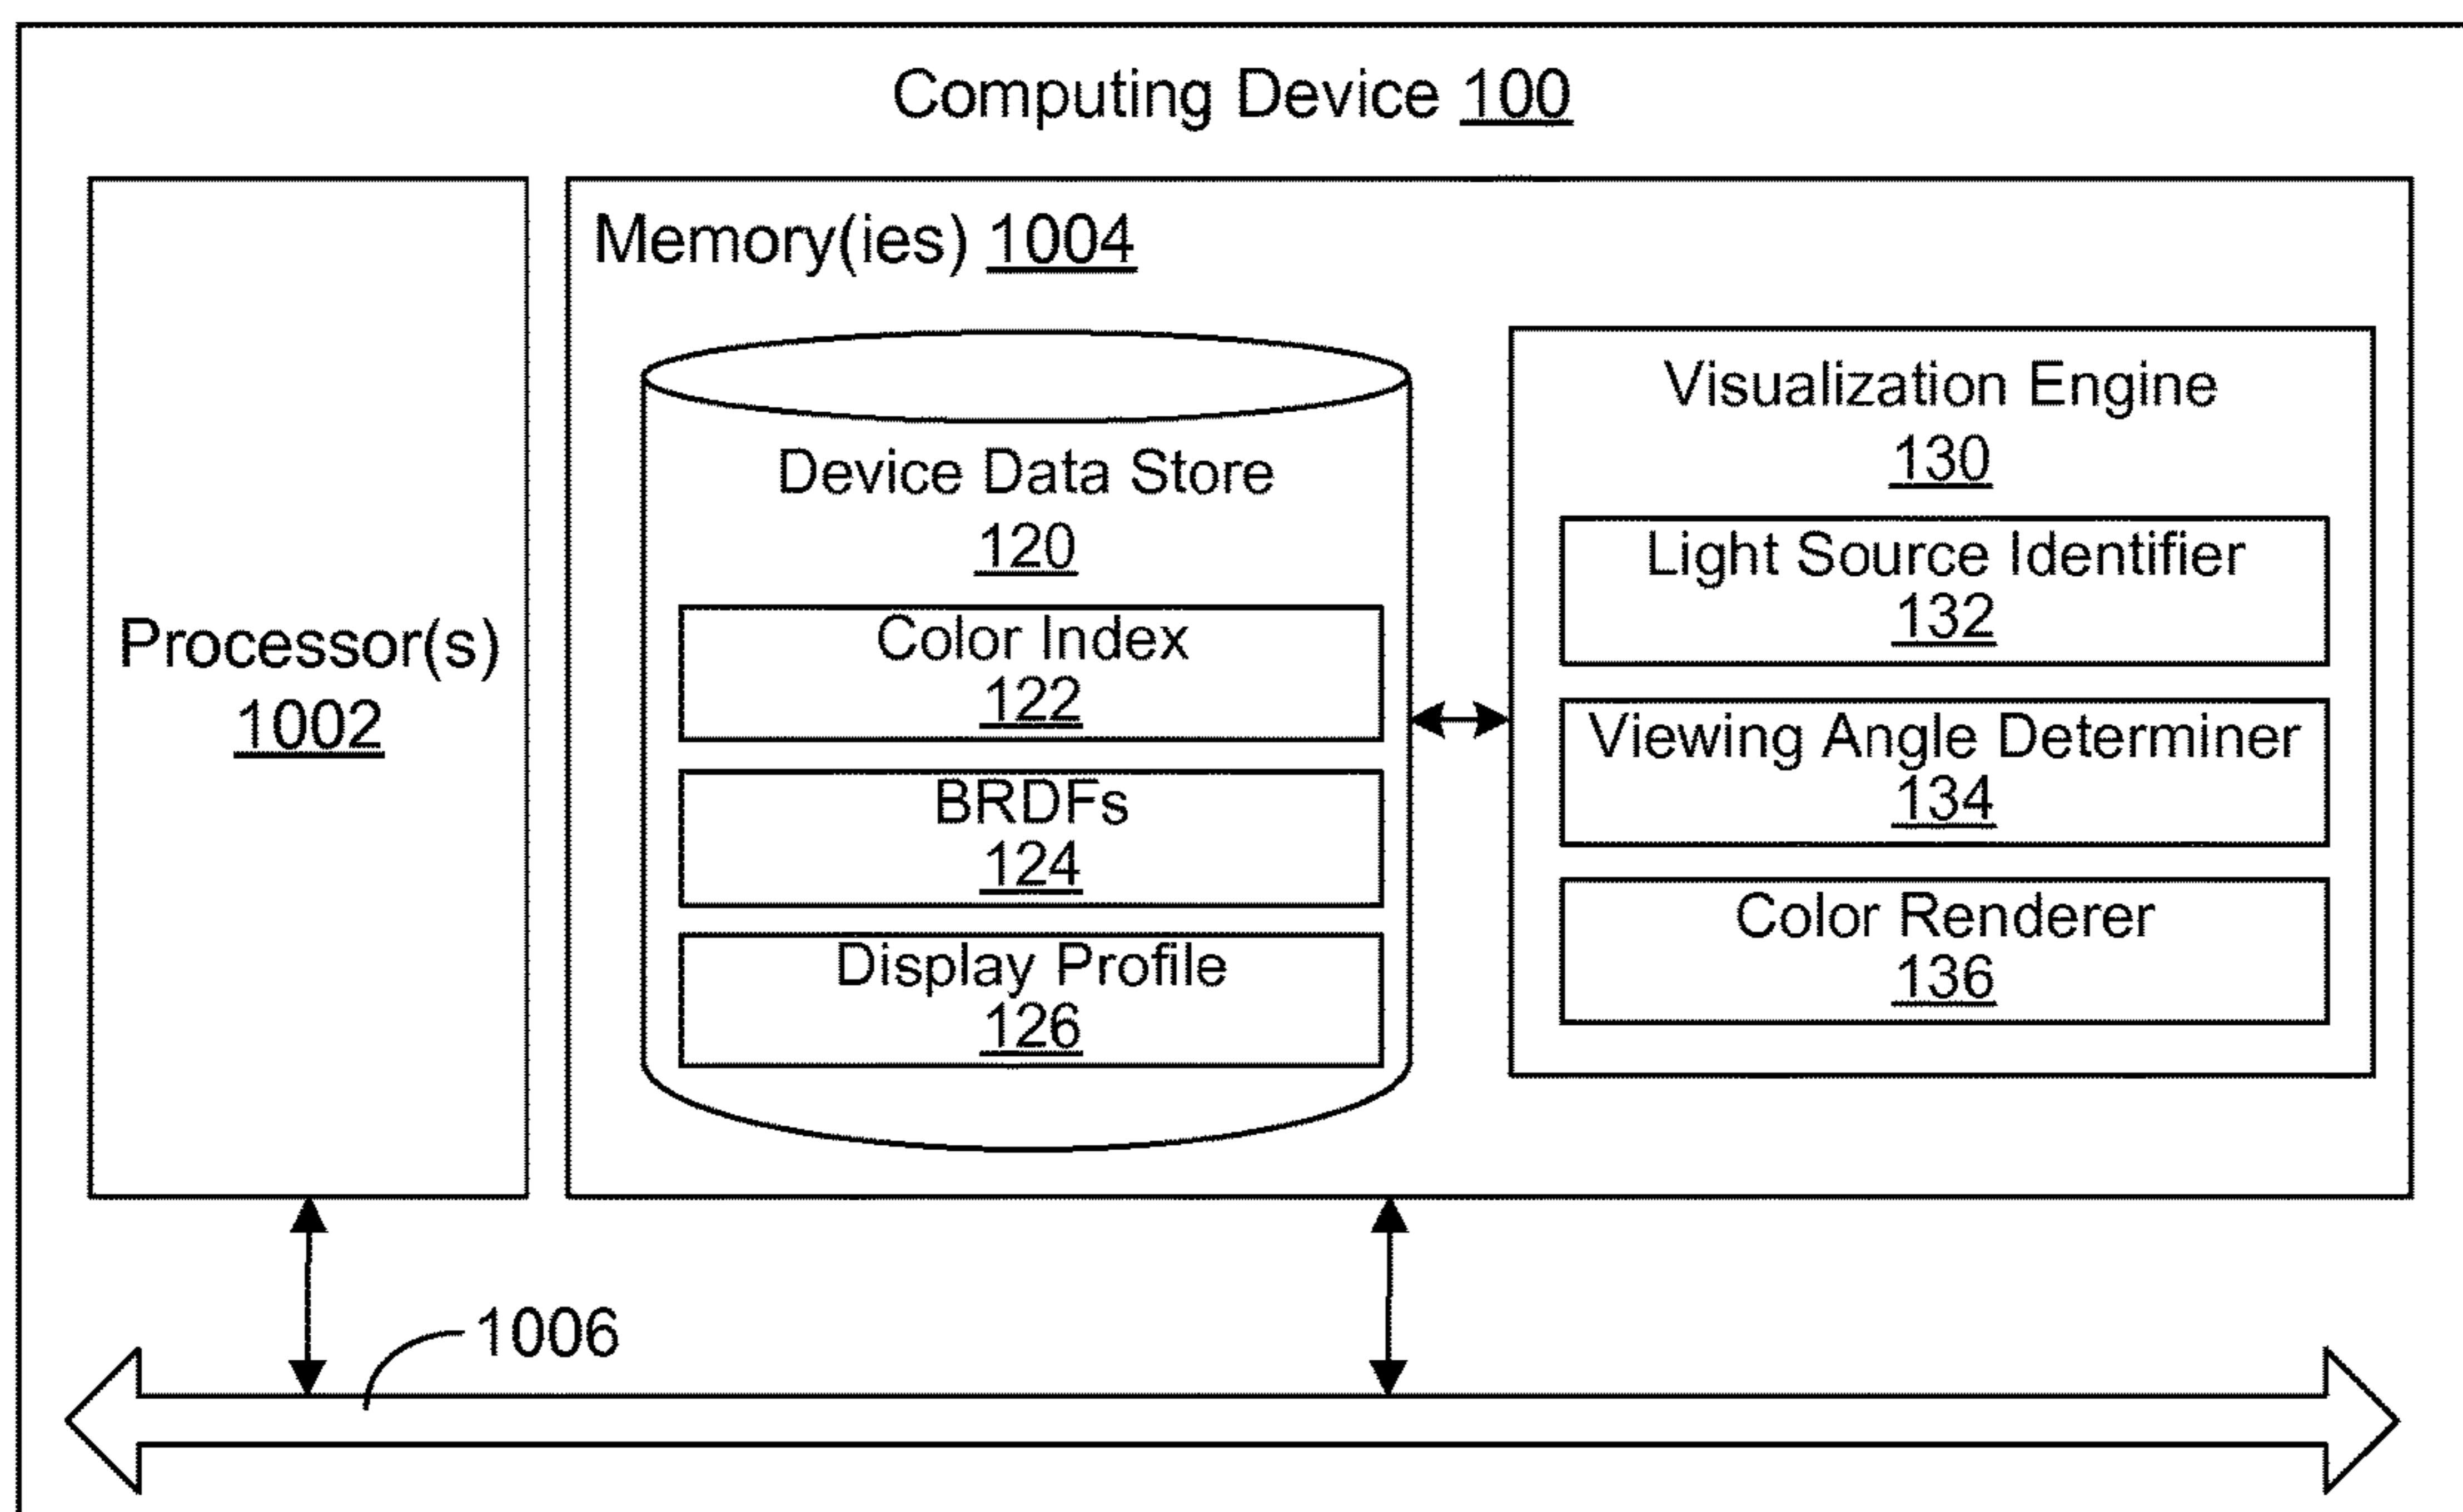 Computing Device 100
Processor(s)
1002
Memory(ies) 1004
Device Data Store
120
Color Index
122
BRDFs
124
Display Profile
126
Visualization Engine
130
Light Source Identifier
132
Viewing Angle Determiner
134
Color Renderer
136
1006